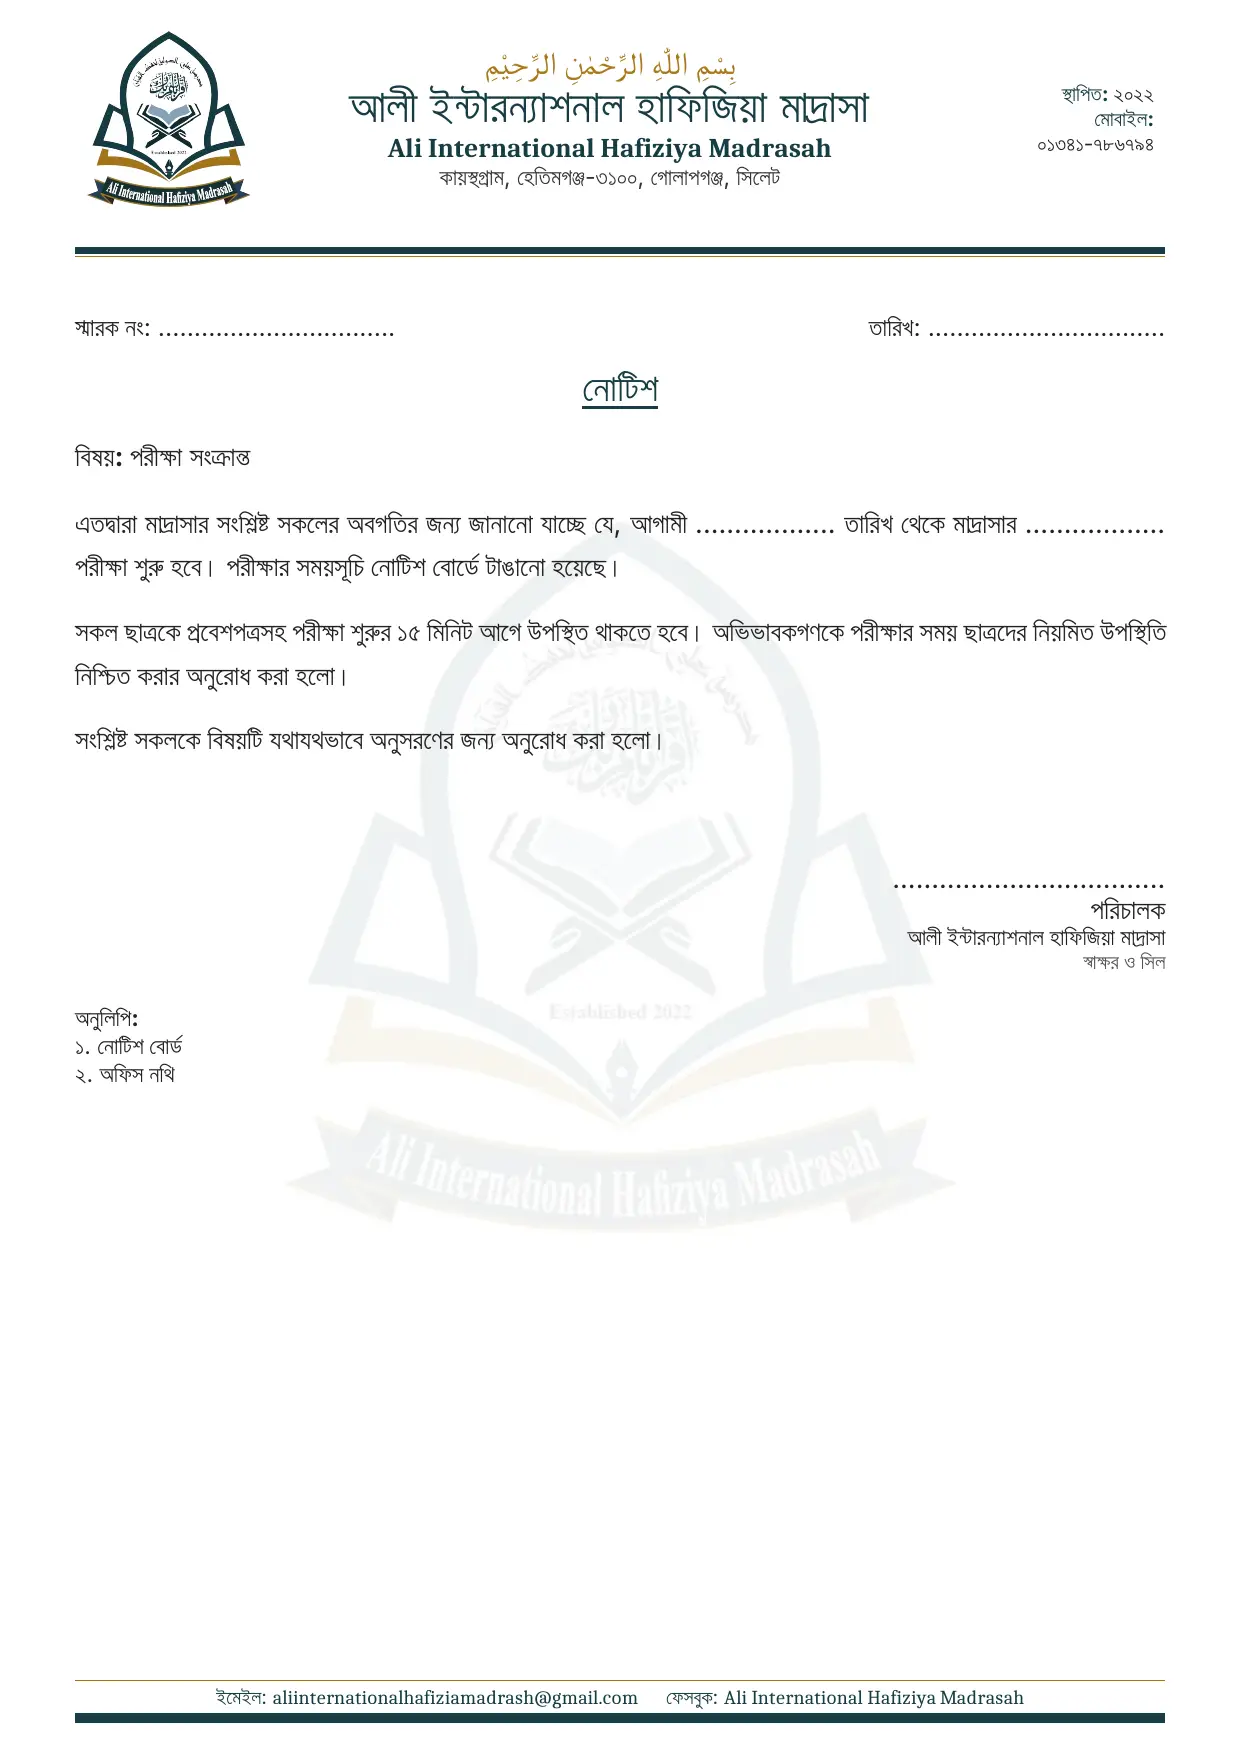 بِسْمِ اللهِ الرَّحْمٰنِ الرَّحِيْمِ
আলী ইন্টারন্যাশনাল হাফিজিয়া মাদ্রাসা
Ali International Hafiziya Madrasah
কায়স্থগ্রাম, হেতিমগঞ্জ-৩১০০, গোলাপগঞ্জ, সিলেট
স্থাপিত: ২০২২
মোবাইল:
০১৩৪১-৭৮৬৭৯৪
Established 2022
Ali International Hafiziya Madrasah
স্মারক নং: .................................
তারিখ: .................................
নোটিশ
বিষয়: পরীক্ষা সংক্রান্ত
এতদ্বারা মাদ্রাসার সংশ্লিষ্ট সকলের অবগতির জন্য জানানো যাচ্ছে যে, আগামী .................. তারিখ থেকে মাদ্রাসার ..................
পরীক্ষা শুরু হবে। পরীক্ষার সময়সূচি নোটিশ বোর্ডে টাঙানো হয়েছে।
সকল ছাত্রকে প্রবেশপত্রসহ পরীক্ষা শুরুর ১৫ মিনিট আগে উপস্থিত থাকতে হবে। অভিভাবকগণকে পরীক্ষার সময় ছাত্রদের নিয়মিত উপস্থিতি
নিশ্চিত করার অনুরোধ করা হলো।
সংশ্লিষ্ট সকলকে বিষয়টি যথাযথভাবে অনুসরণের জন্য অনুরোধ করা হলো।
...................................
পরিচালক
আলী ইন্টারন্যাশনাল হাফিজিয়া মাদ্রাসা
স্বাক্ষর ও সিল
অনুলিপি:
১. নোটিশ বোর্ড
২. অফিস নথি
Established 2022
Ali International Hafiziya Madrasah
ইমেইল: aliinternationalhafiziamadrash@gmail.com ফেসবুক: Ali International Hafiziya Madrasah